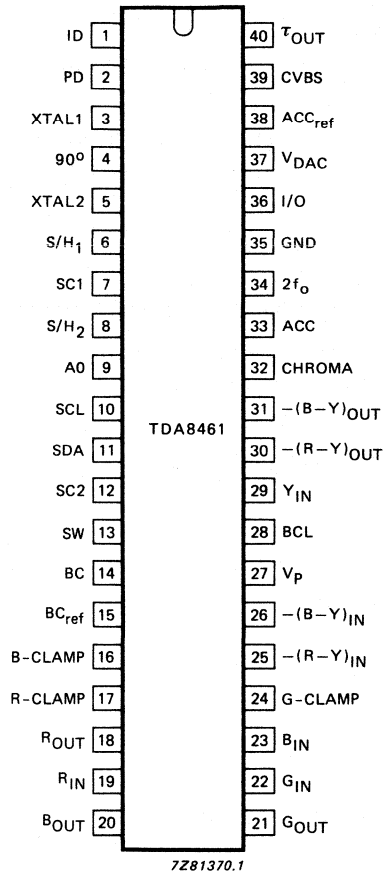 ID 1 40 τOUT
PD 2 39 CVBS
XTAL1 3 38 ACCref
90º 4 37 VDAC
XTAL2 5 36 I/O
S/H1 6 35 GND
SC1 7 34 2fo
S/H2 8 33 ACC
A0 9 32 CHROMA
SCL 10 31 −(B−Y)OUT
TDA8461
SDA 11 30 −(R−Y)OUT
SC2 12 29 YIN
SW 13 28 BCL
BC 14 27 VP
BCref 15 26 −(B−Y)IN
B-CLAMP 16 25 −(R−Y)IN
R-CLAMP 17 24 G-CLAMP
ROUT 18 23 BIN
RIN 19 22 GIN
BOUT 20 21 GOUT
7Z81370.1